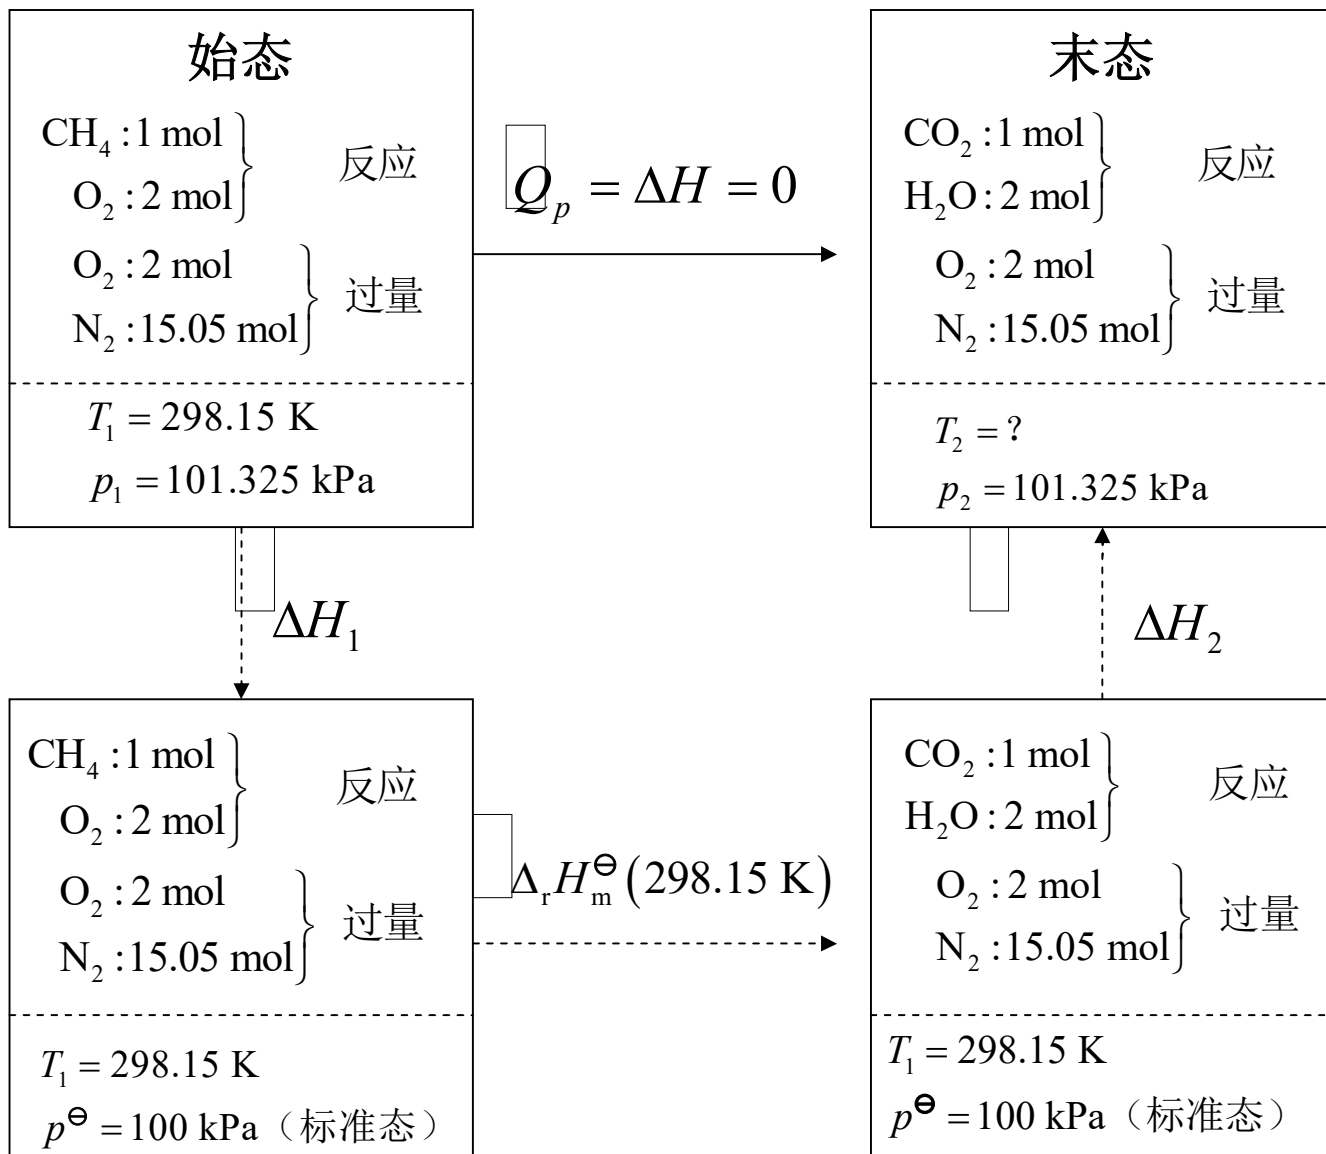 始态
CH₄ : 1 mol
O₂ : 2 mol
反应
O₂ : 2 mol
N₂ : 15.05 mol
过量
T₁ = 298.15 K
p₁ = 101.325 kPa
Q_p = ΔH = 0
末态
CO₂ : 1 mol
H₂O : 2 mol
反应
O₂ : 2 mol
N₂ : 15.05 mol
过量
T₂ = ?
p₂ = 101.325 kPa
ΔH₁
ΔH₂
CH₄ : 1 mol
O₂ : 2 mol
反应
O₂ : 2 mol
N₂ : 15.05 mol
过量
T₁ = 298.15 K
p^⊖ = 100 kPa（标准态）
Δ_rH_m^⊖(298.15 K)
CO₂ : 1 mol
H₂O : 2 mol
反应
O₂ : 2 mol
N₂ : 15.05 mol
过量
T₁ = 298.15 K
p^⊖ = 100 kPa（标准态）